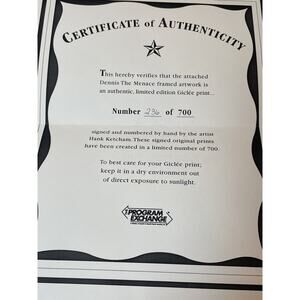 CERTIFICATE of AUTHENTICITY
This hereby verifies that the attached
Dennis The Menace framed artwork is
an authentic, limited edition Giclée print...
Number 236 of 700
signed and numbered by hand by the artist
Hank Ketcham. These signed original prints
have been created in a limited number of 700.
To best care for your Giclée print;
keep it in a dry environment out
of direct exposure to sunlight.
THE PROGRAM
EXCHANGE